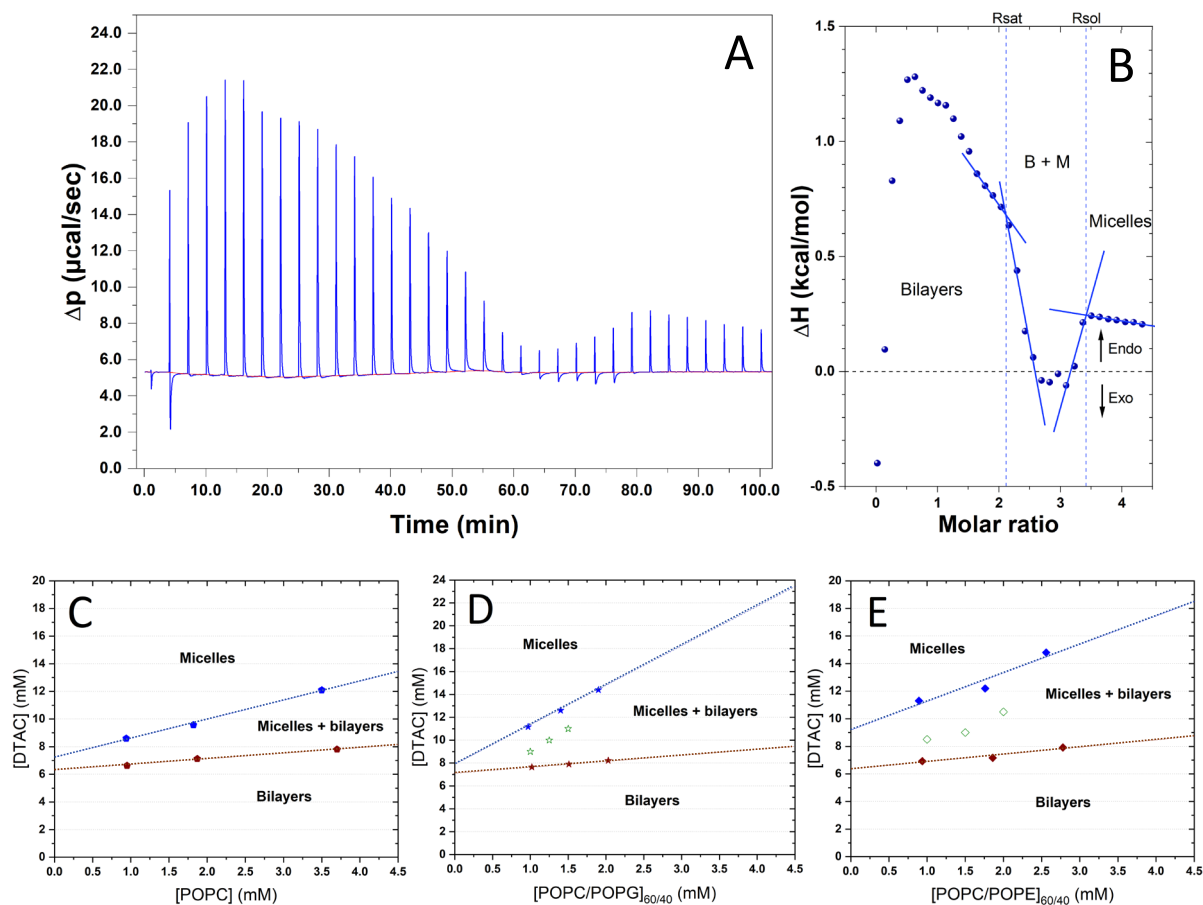 A
Δp (µcal/sec)
24.0
22.0
20.0
18.0
16.0
14.0
12.0
10.0
8.0
6.0
4.0
2.0
0.0
0.0 10.0 20.0 30.0 40.0 50.0 60.0 70.0 80.0 90.0 100.0
Time (min)
Rsat Rsol
B
ΔH (kcal/mol)
1.5
1.0
0.5
0.0
-0.5
B + M
Micelles
Bilayers
Endo
Exo
0 1 2 3 4
Molar ratio
C
[DTAC] (mM)
20
18
16
14
12
10
8
6
4
2
0
Micelles
Micelles + bilayers
Bilayers
0.0 0.5 1.0 1.5 2.0 2.5 3.0 3.5 4.0 4.5
[POPC] (mM)
D
[DTAC] (mM)
24
22
20
18
16
14
12
10
8
6
4
2
0
Micelles
Micelles + bilayers
Bilayers
0.0 0.5 1.0 1.5 2.0 2.5 3.0 3.5 4.0 4.5
[POPC/POPG]60/40 (mM)
E
[DTAC] (mM)
20
18
16
14
12
10
8
6
4
2
0
Micelles
Micelles + bilayers
Bilayers
0.0 0.5 1.0 1.5 2.0 2.5 3.0 3.5 4.0 4.5
[POPC/POPE]60/40 (mM)